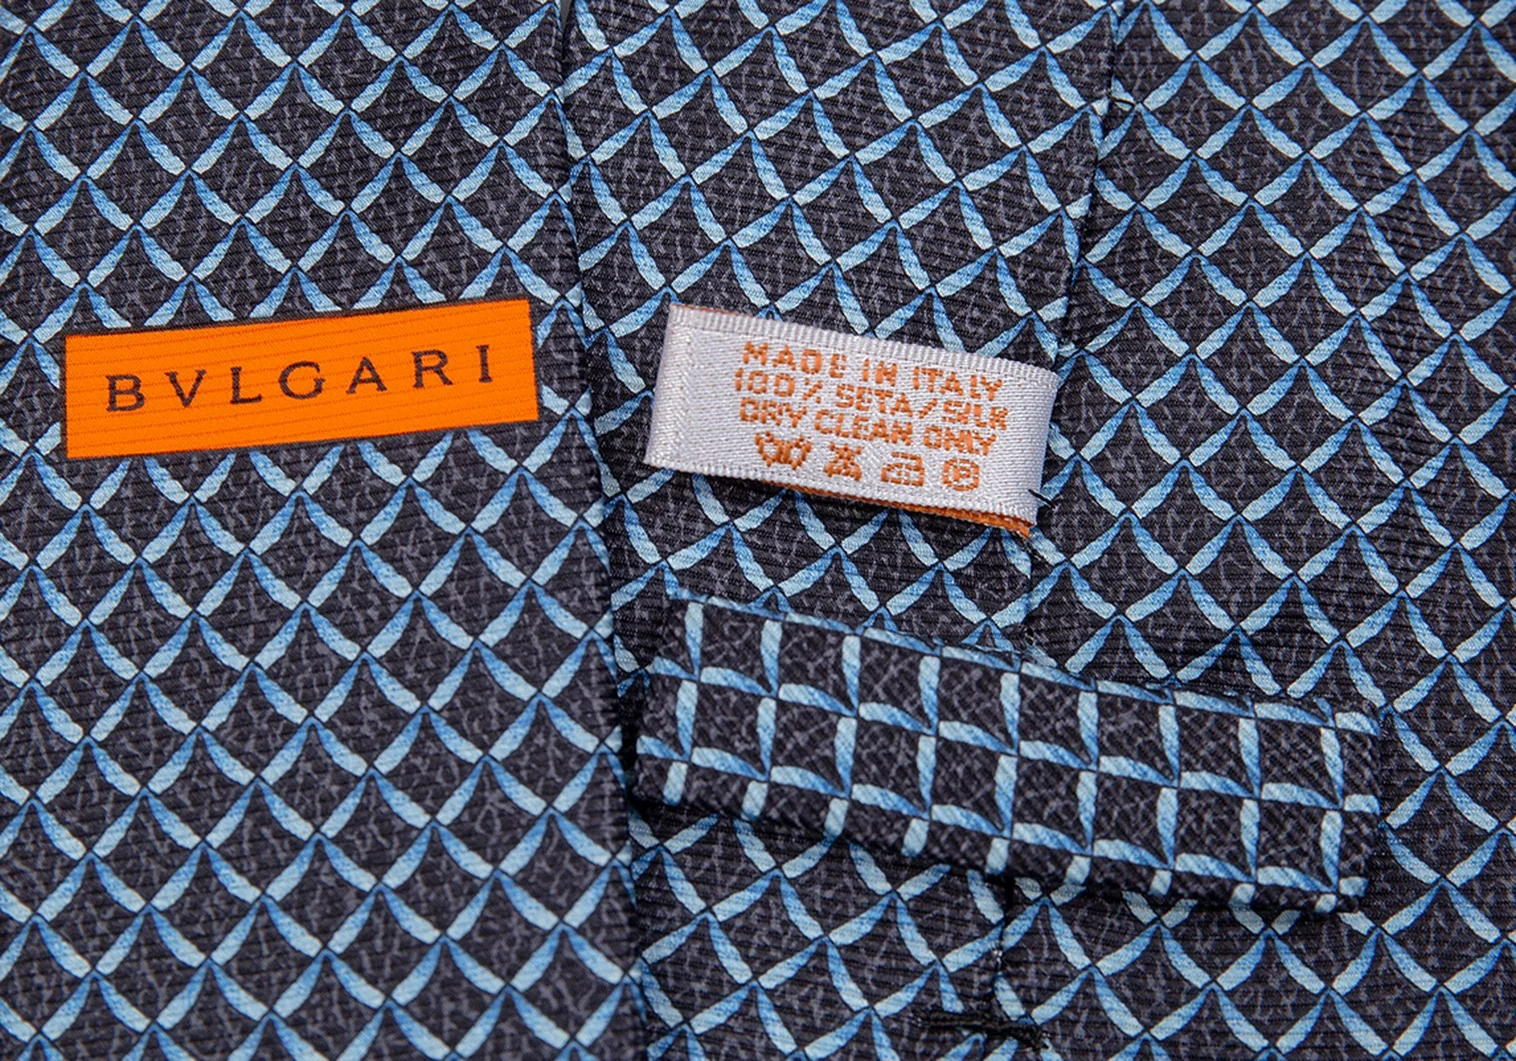 BVLGARI
MADE IN ITALY
100% SETA/SILK
DRY CLEAN ONLY